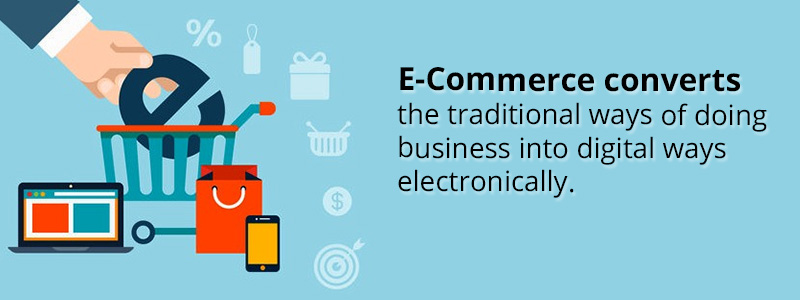 %
e
$
E-Commerce converts
the traditional ways of doing
business into digital ways
electronically.